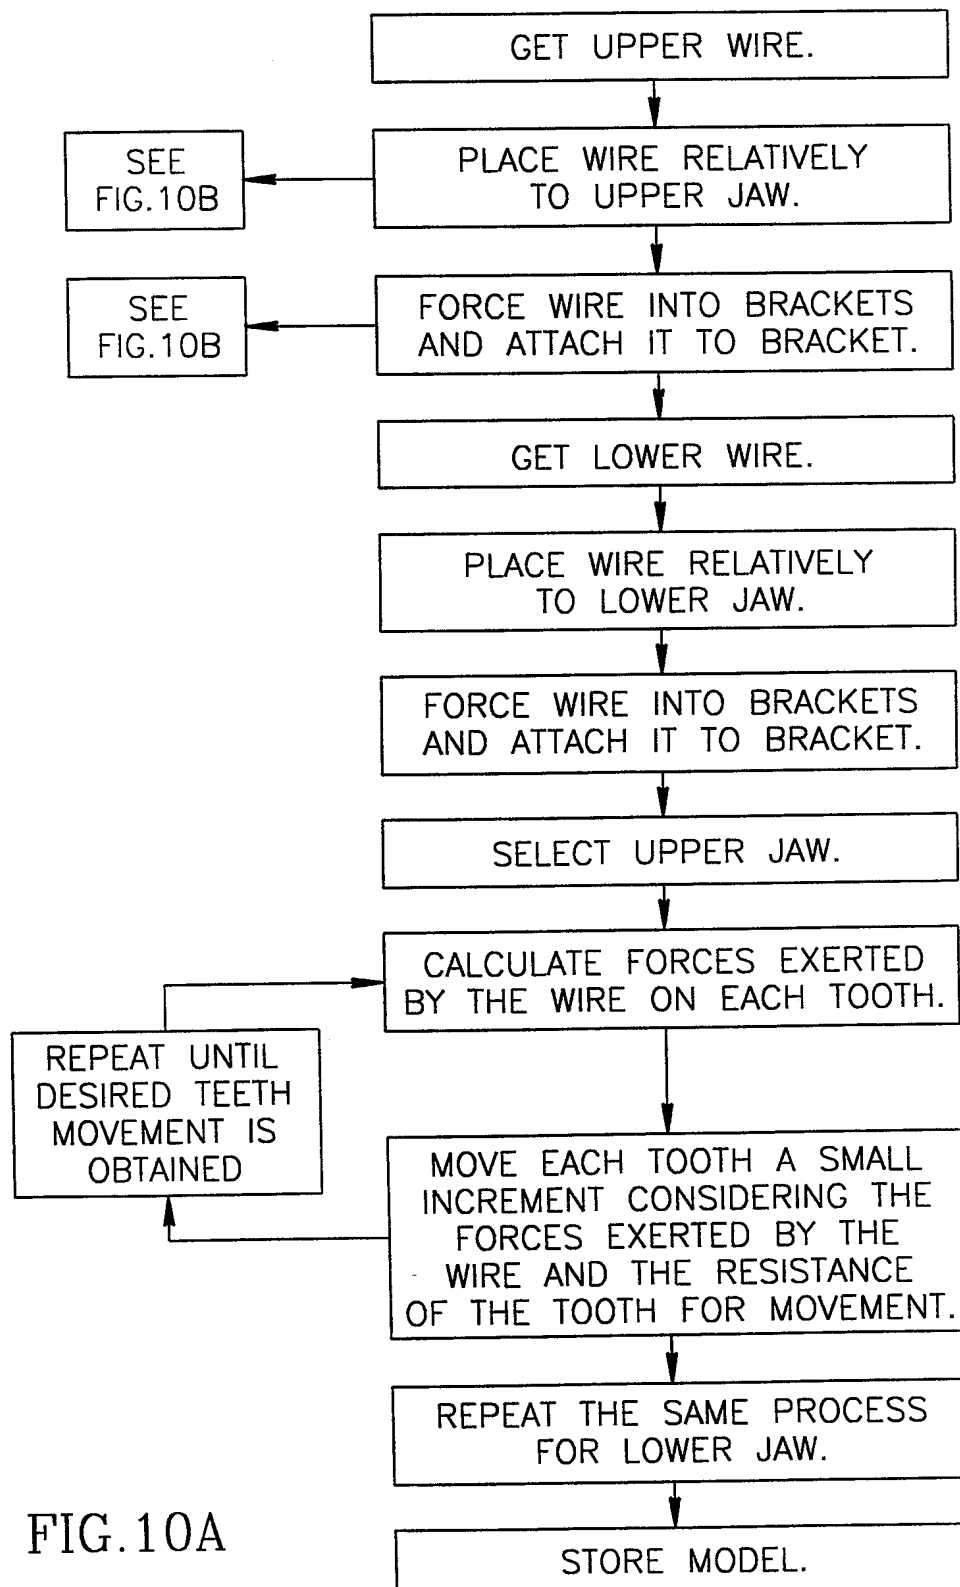 GET UPPER WIRE.
SEE
FIG.10B
PLACE WIRE RELATIVELY
TO UPPER JAW.
SEE
FIG.10B
FORCE WIRE INTO BRACKETS
AND ATTACH IT TO BRACKET.
GET LOWER WIRE.
PLACE WIRE RELATIVELY
TO LOWER JAW.
FORCE WIRE INTO BRACKETS
AND ATTACH IT TO BRACKET.
SELECT UPPER JAW.
CALCULATE FORCES EXERTED
BY THE WIRE ON EACH TOOTH.
REPEAT UNTIL
DESIRED TEETH
MOVEMENT IS
OBTAINED
MOVE EACH TOOTH A SMALL
INCREMENT CONSIDERING THE
FORCES EXERTED BY THE
WIRE AND THE RESISTANCE
OF THE TOOTH FOR MOVEMENT.
REPEAT THE SAME PROCESS
FOR LOWER JAW.
STORE MODEL.
FIG.10A